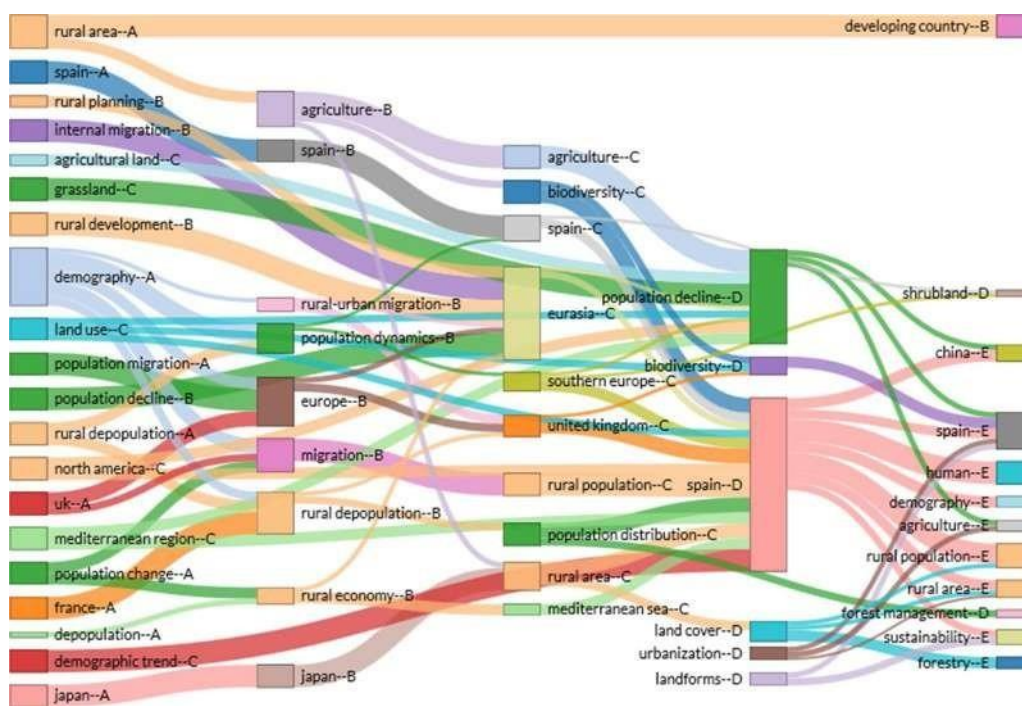 rural area--A
spain--A
rural planning--B
internal migration--B
agricultural land--C
grassland--C
rural development--B
demography--A
land use--C
population migration--A
population decline--B
rural depopulation--A
north america--C
uk--A
mediterranean region--C
population change--A
france--A
depopulation--A
demographic trend--C
japan--A
agriculture--B
spain--B
rural-urban migration--B
population dynamics--B
europe--B
migration--B
rural depopulation--B
rural economy--B
japan--B
agriculture--C
biodiversity--C
spain--C
eurasia--C
southern europe--C
united kingdom--C
rural population--C
population distribution--C
rural area--C
mediterranean sea--C
population decline--D
biodiversity--D
spain--D
land cover--D
urbanization--D
landforms--D
developing country--B
shrubland--D
china--E
spain--E
human--E
demography--E
agriculture--E
rural population--E
rural area--E
forest management--D
sustainability--E
forestry--E